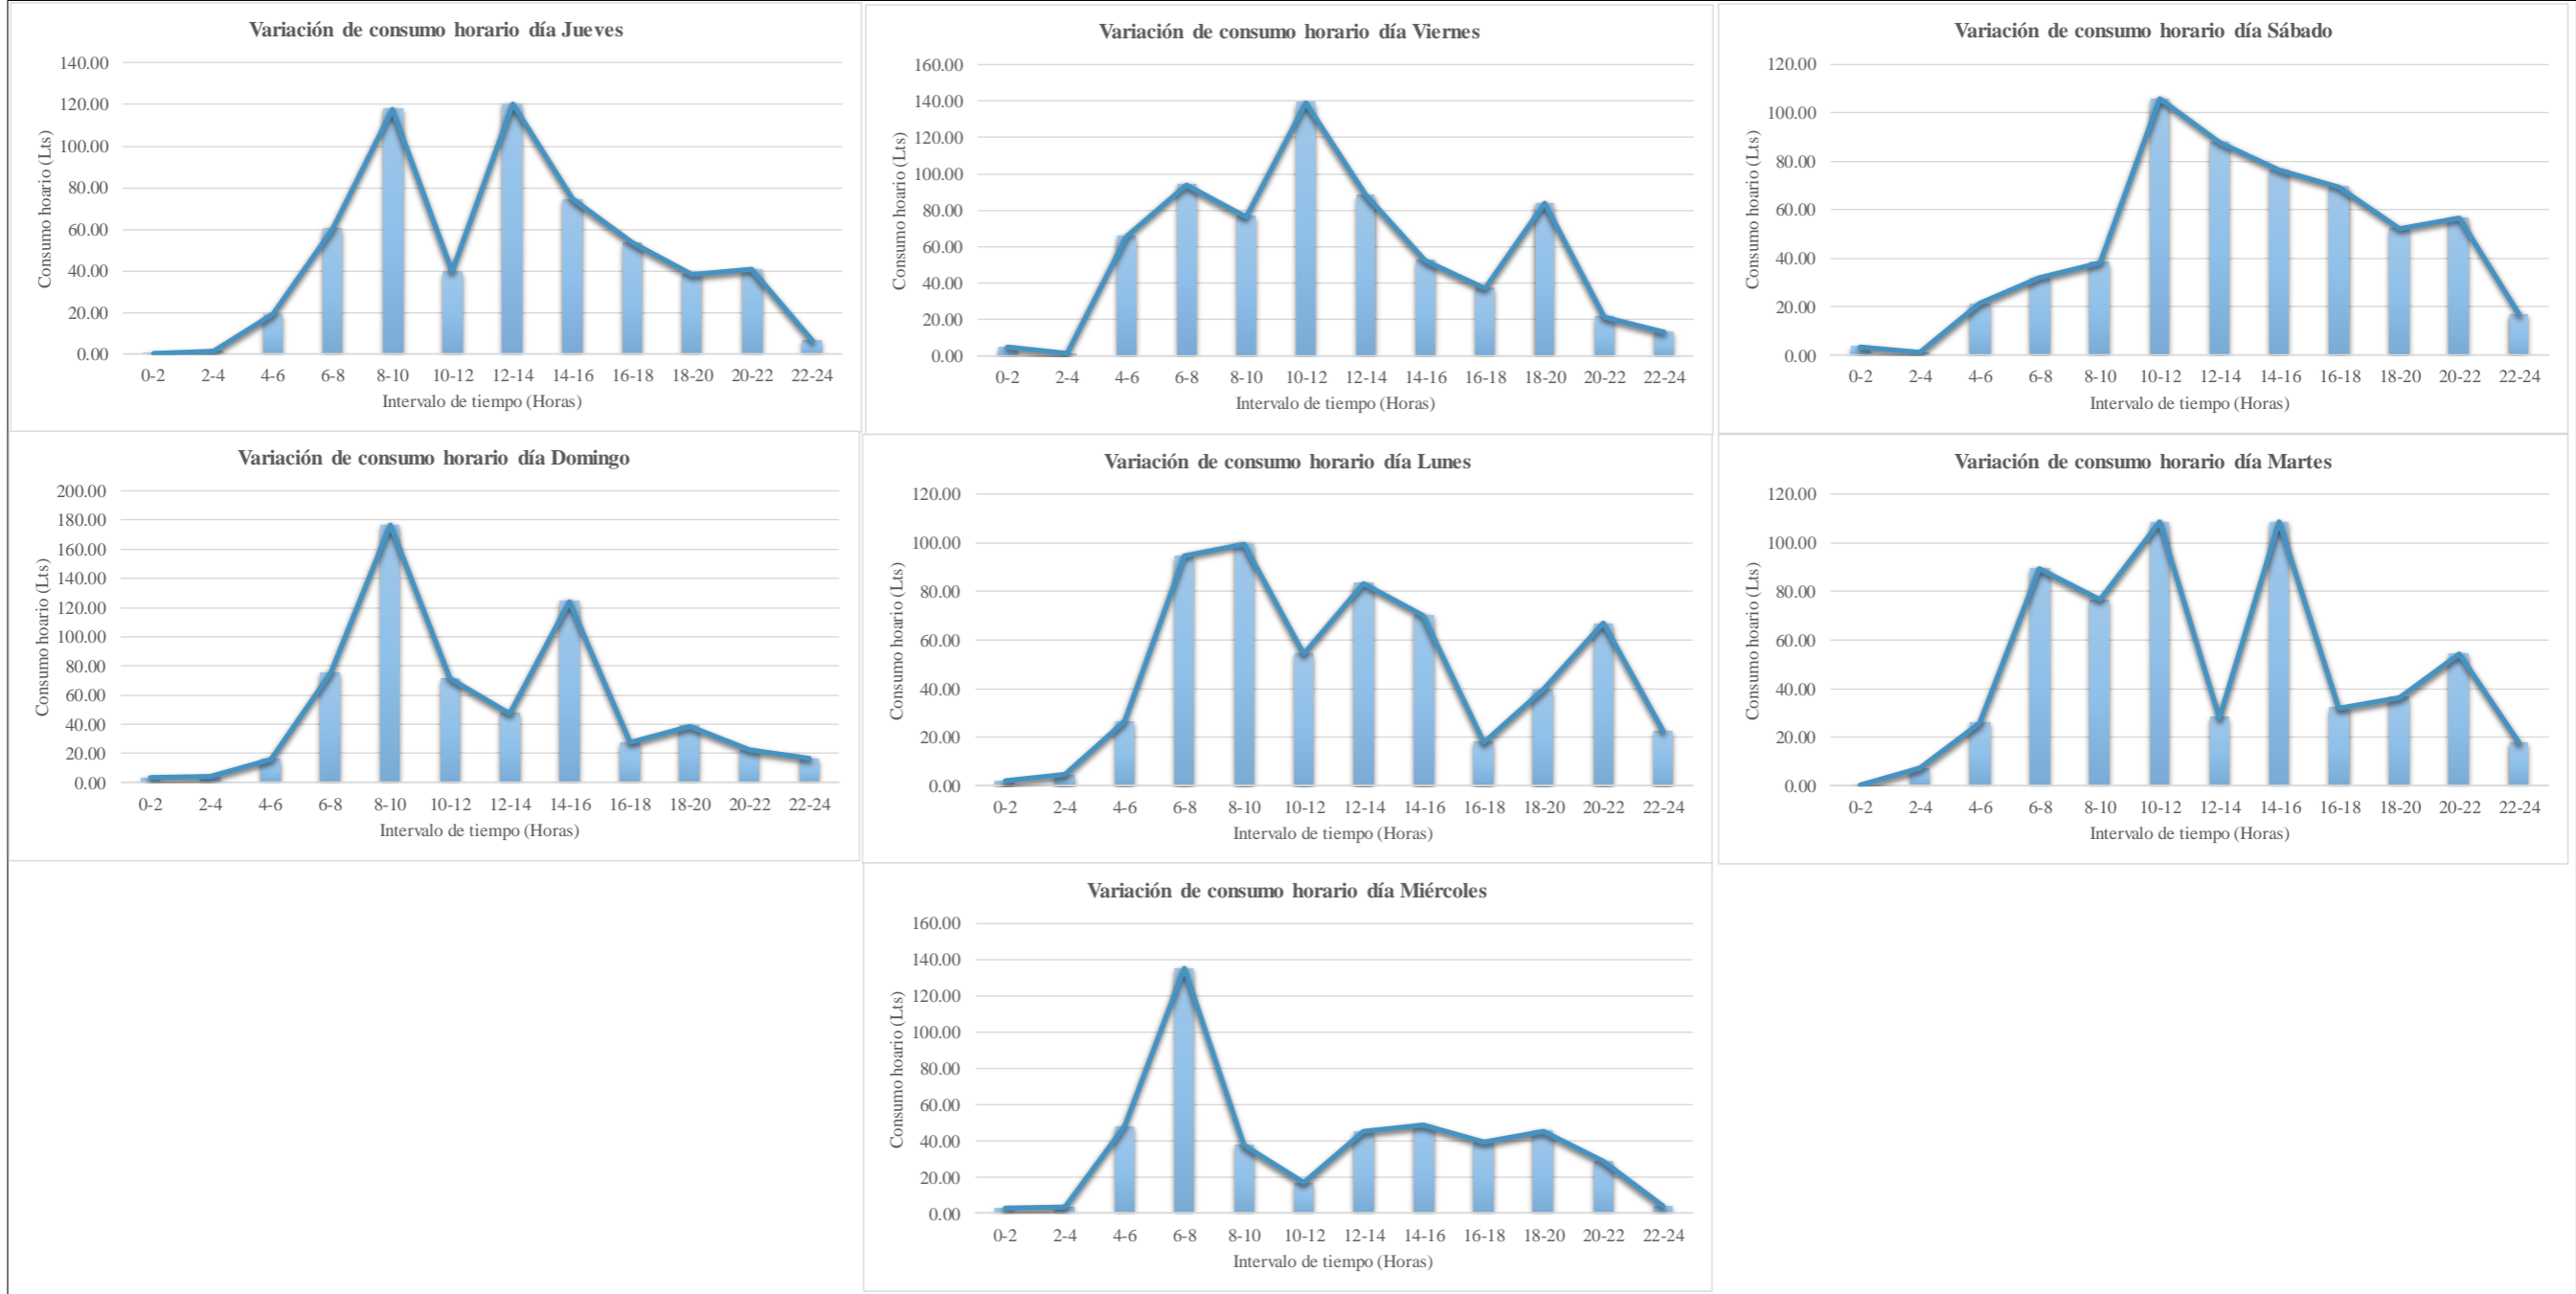 Variación de consumo horario día Jueves
140.00
120.00
100.00
80.00
60.00
40.00
20.00
0.00
Consumo hoario (Lts)
0-2 2-4 4-6 6-8 8-10 10-12 12-14 14-16 16-18 18-20 20-22 22-24
Intervalo de tiempo (Horas)
Variación de consumo horario día Viernes
160.00
140.00
120.00
100.00
80.00
60.00
40.00
20.00
0.00
Consumo hoario (Lts)
0-2 2-4 4-6 6-8 8-10 10-12 12-14 14-16 16-18 18-20 20-22 22-24
Intervalo de tiempo (Horas)
Variación de consumo horario día Sábado
120.00
100.00
80.00
60.00
40.00
20.00
0.00
Consumo hoario (Lts)
0-2 2-4 4-6 6-8 8-10 10-12 12-14 14-16 16-18 18-20 20-22 22-24
Intervalo de tiempo (Horas)
Variación de consumo horario día Domingo
200.00
180.00
160.00
140.00
120.00
100.00
80.00
60.00
40.00
20.00
0.00
Consumo hoario (Lts)
0-2 2-4 4-6 6-8 8-10 10-12 12-14 14-16 16-18 18-20 20-22 22-24
Intervalo de tiempo (Horas)
Variación de consumo horario día Lunes
120.00
100.00
80.00
60.00
40.00
20.00
0.00
Consumo hoario (Lts)
0-2 2-4 4-6 6-8 8-10 10-12 12-14 14-16 16-18 18-20 20-22 22-24
Intervalo de tiempo (Horas)
Variación de consumo horario día Martes
120.00
100.00
80.00
60.00
40.00
20.00
0.00
Consumo hoario (Lts)
0-2 2-4 4-6 6-8 8-10 10-12 12-14 14-16 16-18 18-20 20-22 22-24
Intervalo de tiempo (Horas)
Variación de consumo horario día Miércoles
160.00
140.00
120.00
100.00
80.00
60.00
40.00
20.00
0.00
Consumo hoario (Lts)
0-2 2-4 4-6 6-8 8-10 10-12 12-14 14-16 16-18 18-20 20-22 22-24
Intervalo de tiempo (Horas)